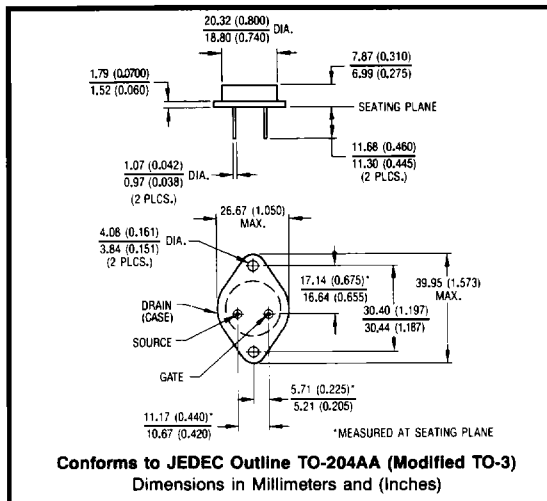 20.32 (0.800) DIA.
18.80 (0.740)
7.87 (0.310)
6.99 (0.275)
1.79 (0.0700)
1.52 (0.060)
SEATING PLANE
11.68 (0.460)
11.30 (0.445)
(2 PLCS.)
1.07 (0.042) DIA.
0.97 (0.038)
(2 PLCS.)
26.67 (1.050)
MAX.
4.08 (0.161) DIA.
3.84 (0.151)
(2 PLCS.)
17.14 (0.675)*
16.64 (0.655)
39.95 (1.573)
MAX.
DRAIN
(CASE)
30.40 (1.197)
30.44 (1.187)
SOURCE
GATE
5.71 (0.225)*
5.21 (0.205)
11.17 (0.440)*
10.67 (0.420)
*MEASURED AT SEATING PLANE
Conforms to JEDEC Outline TO-204AA (Modified TO-3)
Dimensions in Millimeters and (Inches)